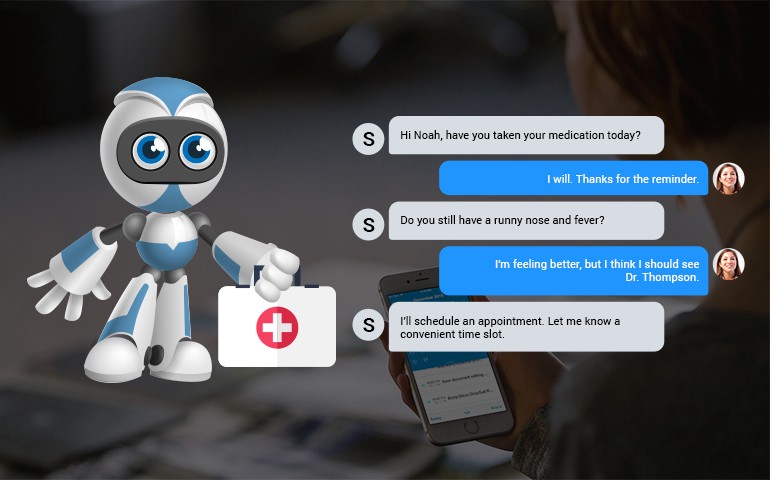 S
Hi Noah, have you taken your medication today?
I will. Thanks for the reminder.
S
Do you still have a runny nose and fever?
I'm feeling better, but I think I should see
Dr. Thompson.
S
I'll schedule an appointment. Let me know a
convenient time slot.